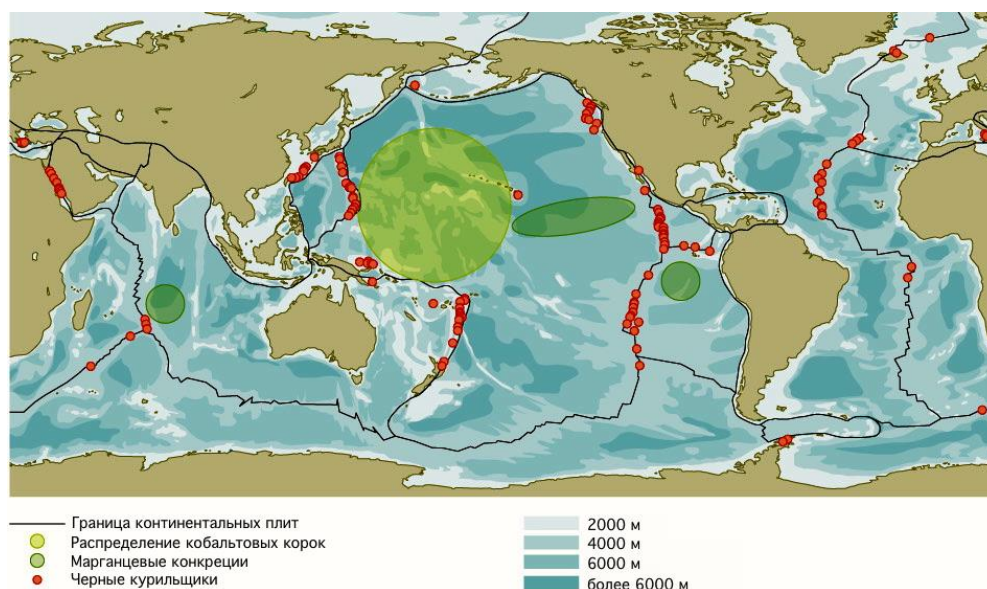 Граница континентальных плит
Распределение кобальтовых корок
Марганцевые конкреции
Черные курильщики
2000 м
4000 м
6000 м
более 6000 м